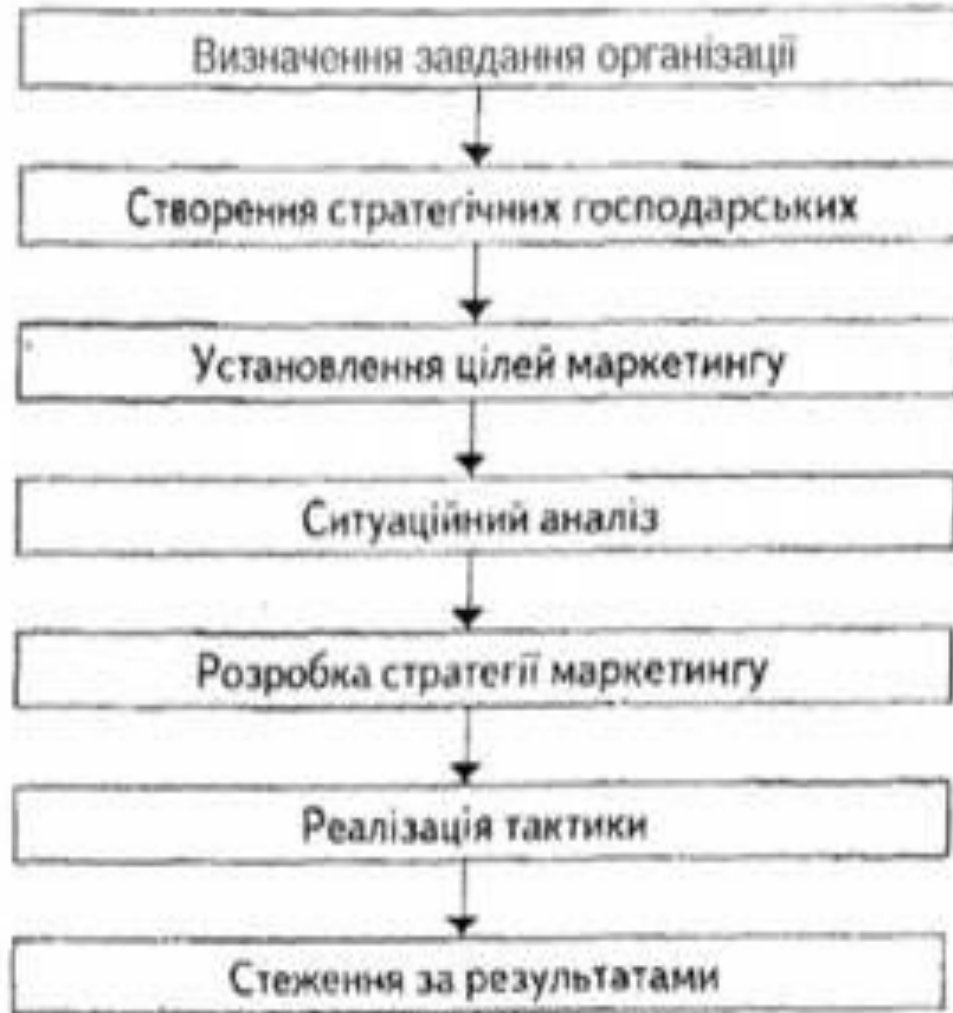 Визначення завдання організації
Створення стратегічних господарських
Установлення цілей маркетингу
Ситуаційний аналіз
Розробка стратегії маркетингу
Реалізація тактики
Стеження за результатами